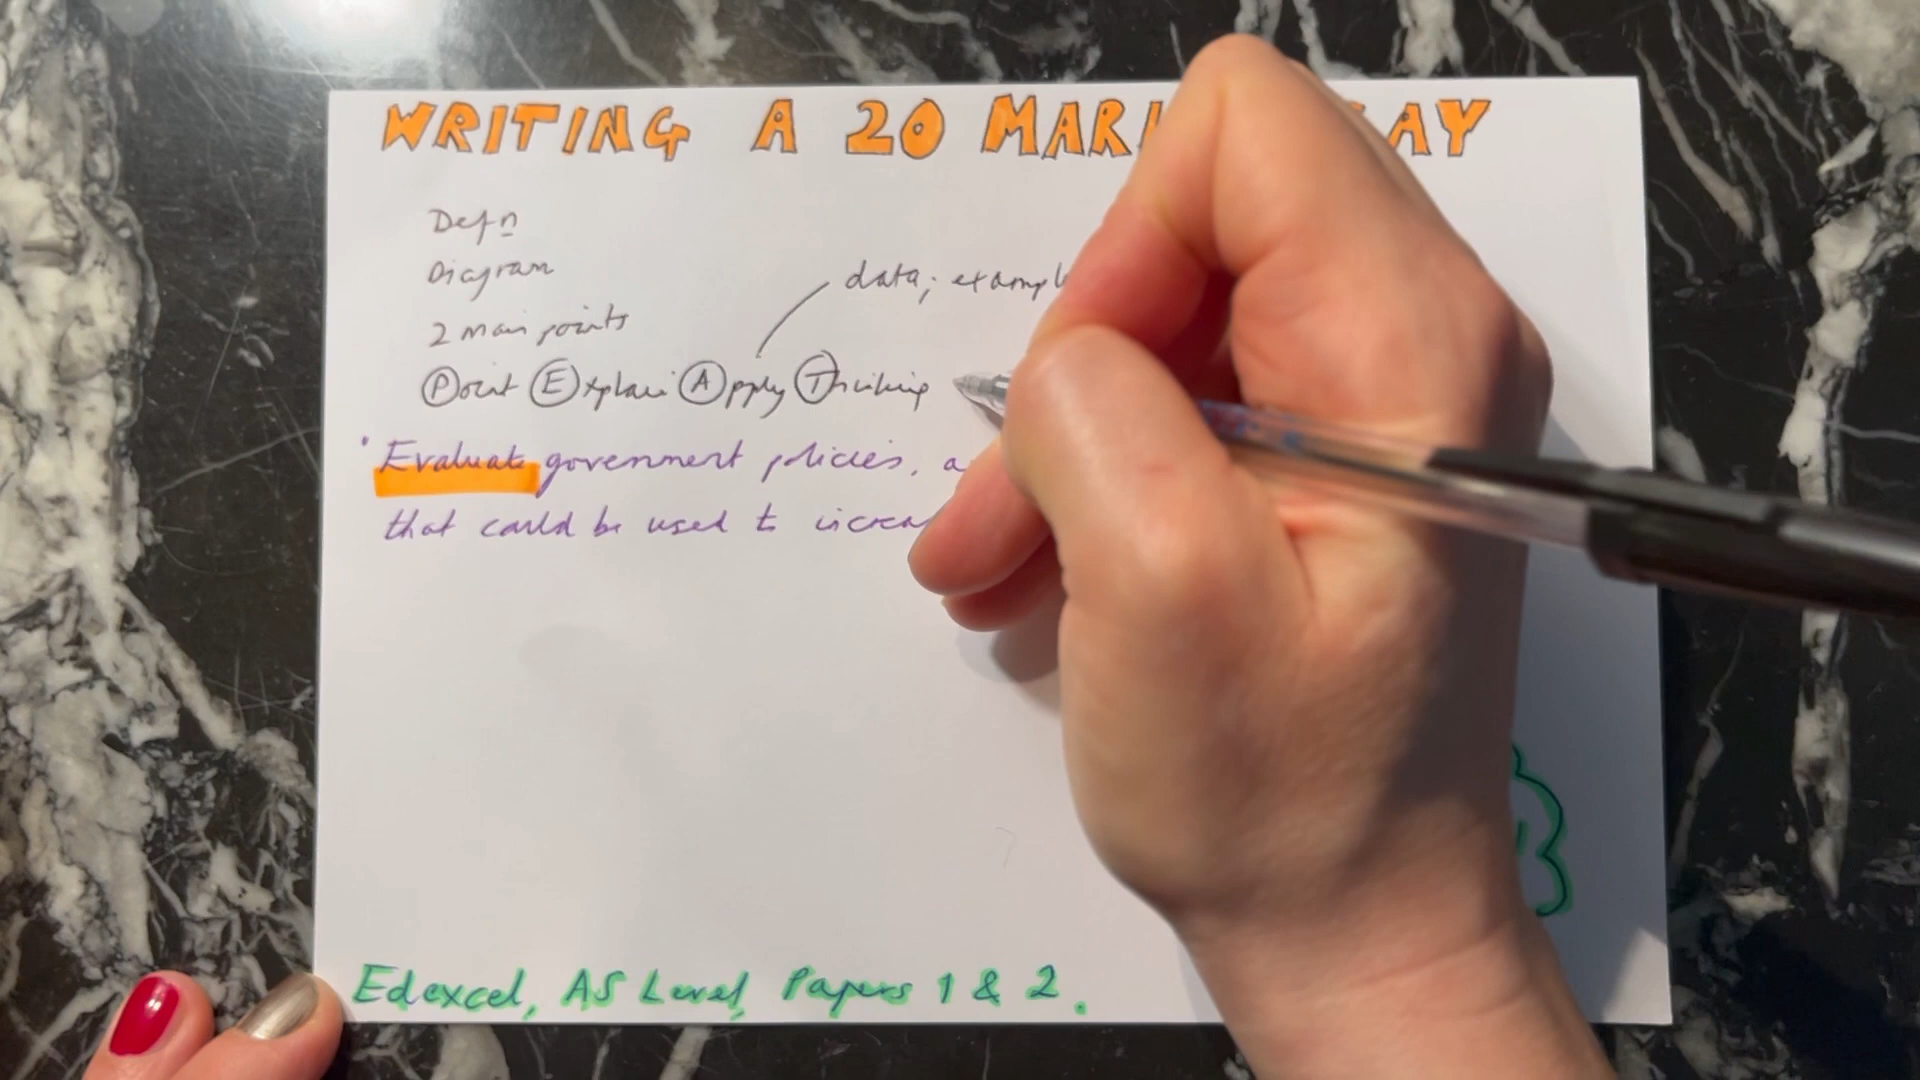 WRITING A 20 MAR AY
Defn
Diagram
data; exampl
2 main points
Point Explain Apply Thinking
Evaluate government policies, a
that could be used to increa
Edexcel, AS Level, Papers 1 & 2.